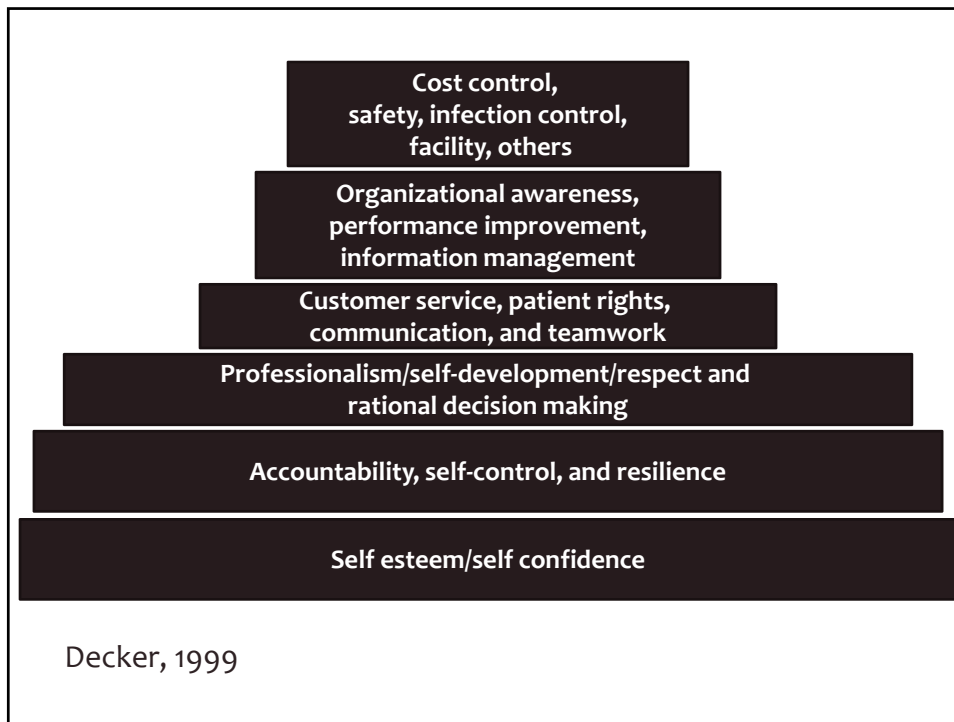 Cost control,
safety, infection control,
facility, others
Organizational awareness,
performance improvement,
information management
Customer service, patient rights,
communication, and teamwork
Professionalism/self-development/respect and
rational decision making
Accountability, self-control, and resilience
Self esteem/self confidence
Decker, 1999